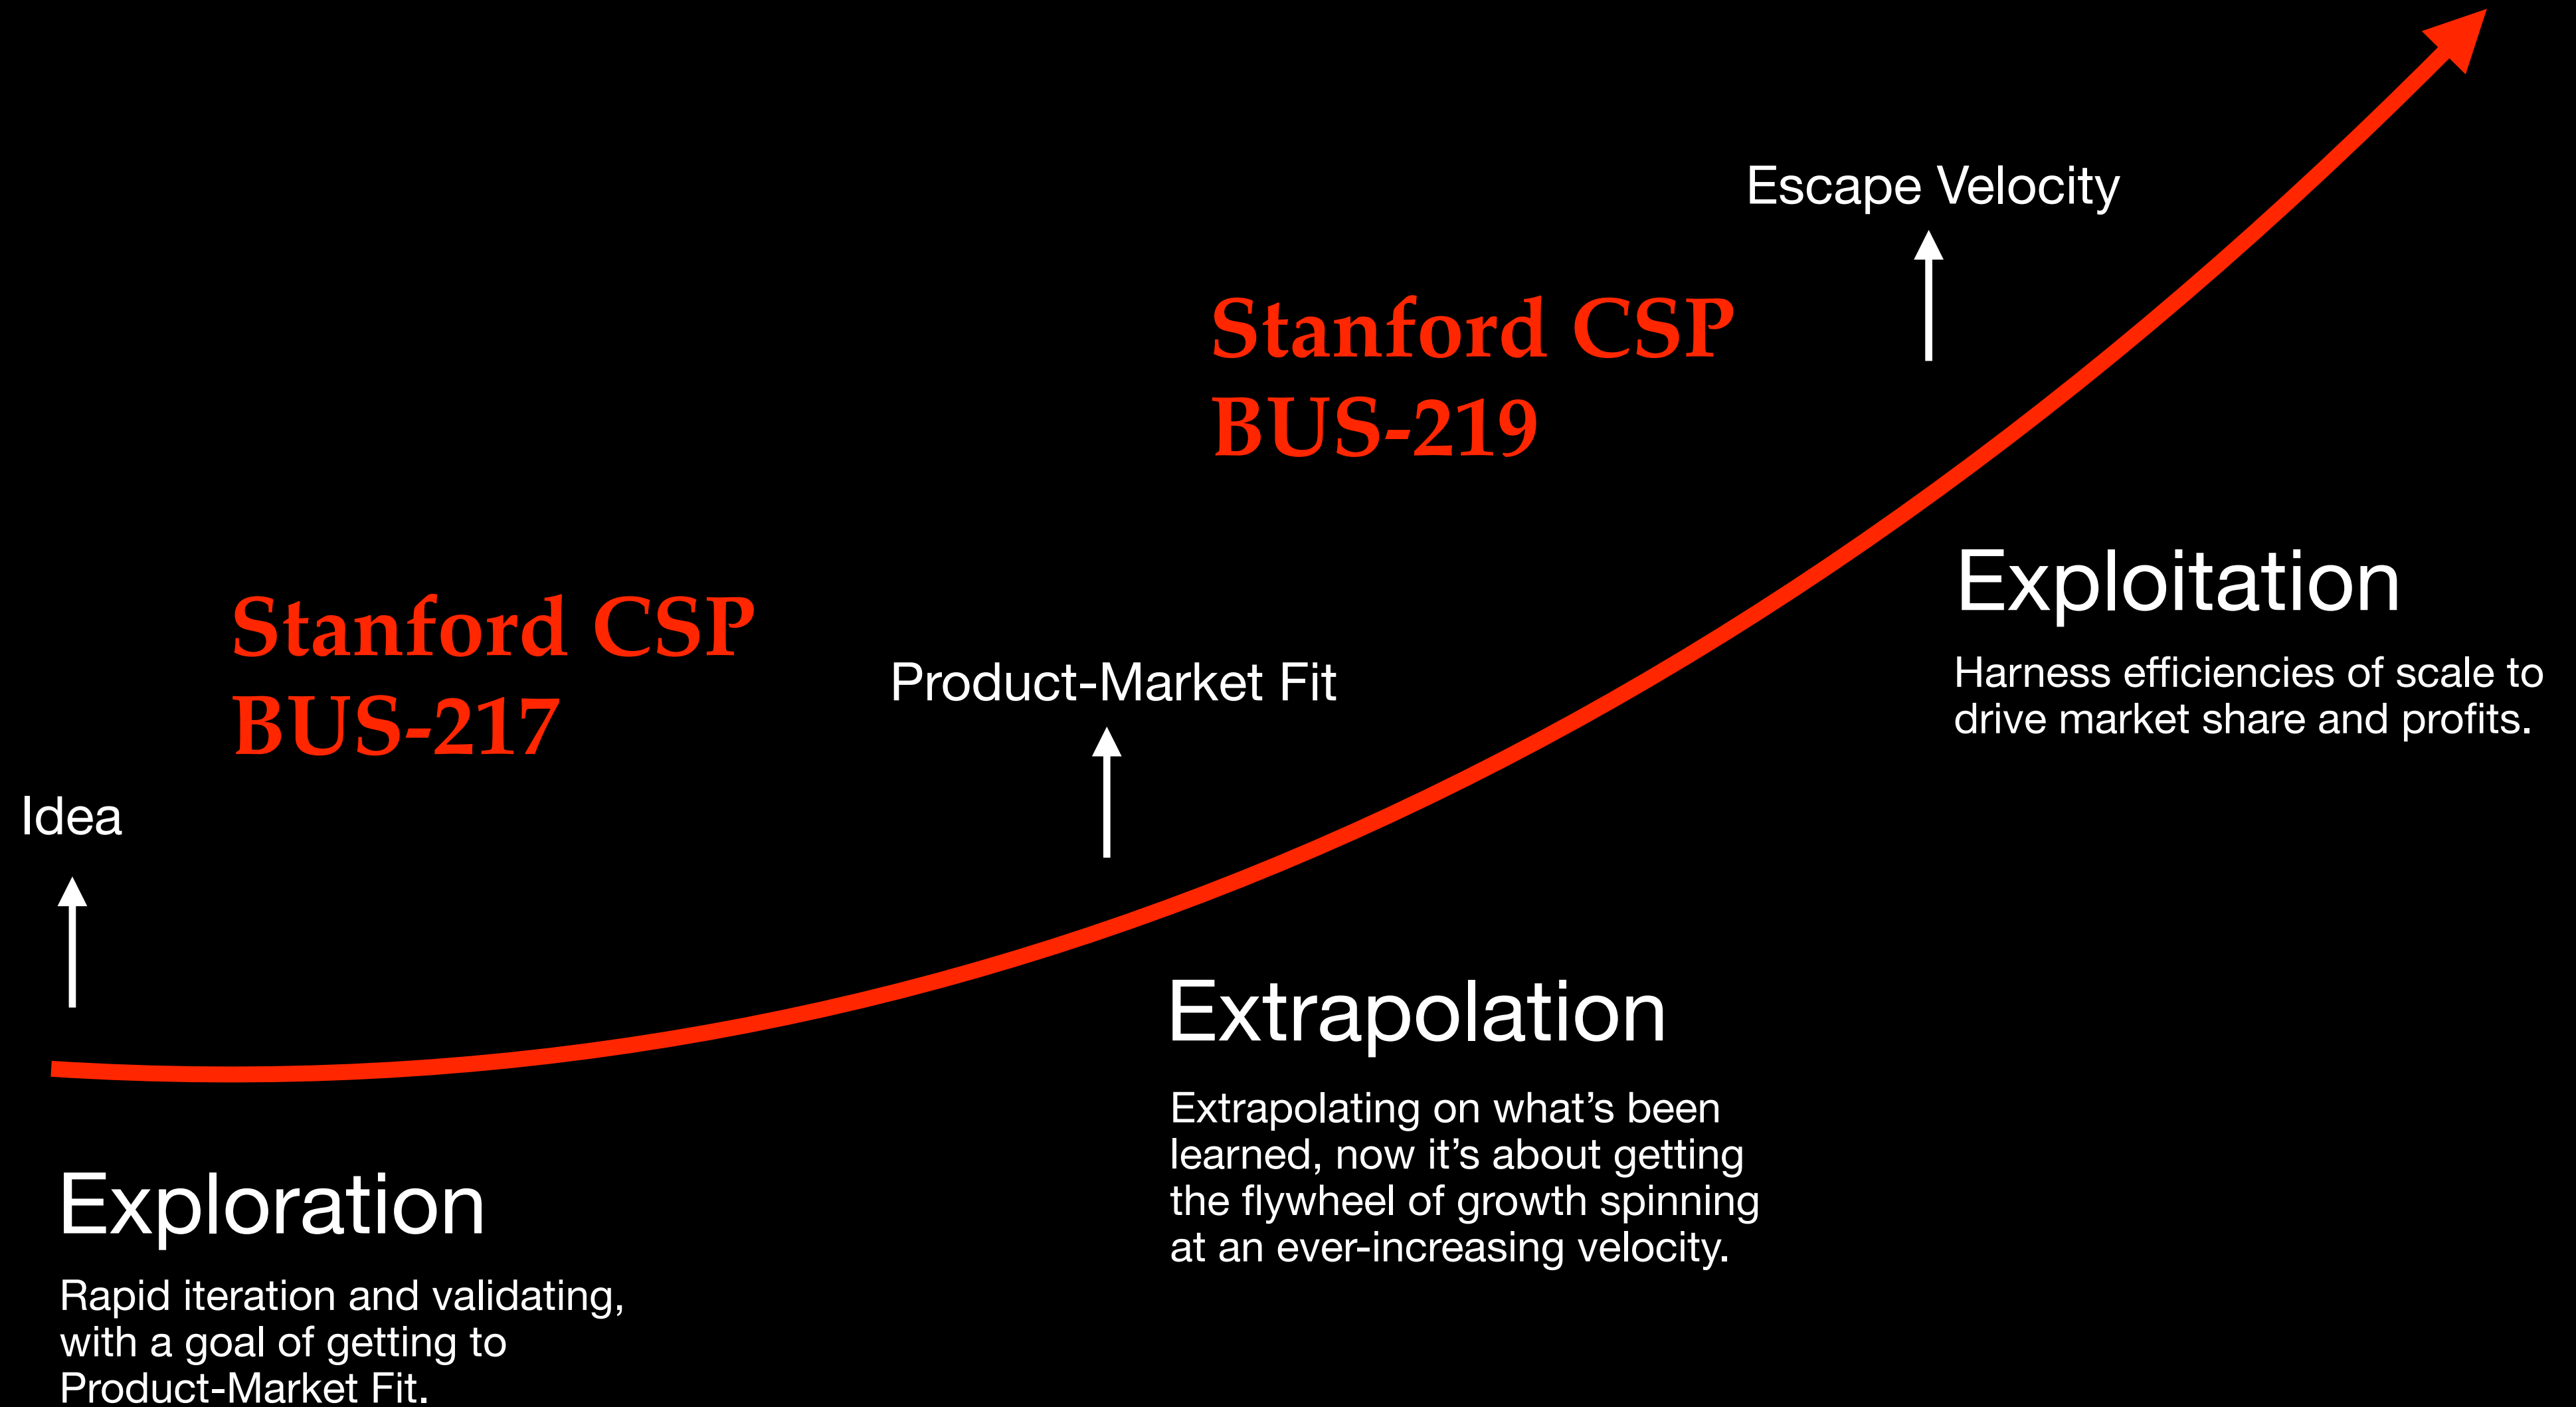 Escape Velocity
Stanford CSP
BUS-219
Exploitation
Harness efficiencies of scale to
drive market share and profits.
Stanford CSP
BUS-217
Product-Market Fit
Idea
Extrapolation
Extrapolating on what's been
learned, now it's about getting
the flywheel of growth spinning
at an ever-increasing velocity.
Exploration
Rapid iteration and validating,
with a goal of getting to
Product-Market Fit.